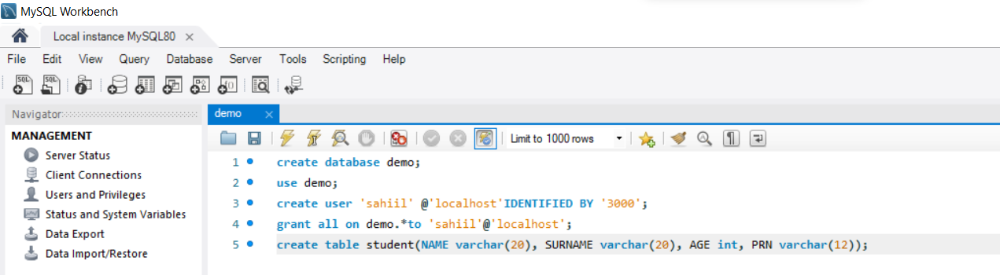 MySQL Workbench
Local instance MySQL80 ×
File Edit View Query Database Server Tools Scripting Help
SQL SQL
Navigator
demo ×
MANAGEMENT
Limit to 1000 rows
Server Status
Client Connections
Users and Privileges
Status and System Variables
Data Export
Data Import/Restore
1 create database demo;
2 use demo;
3 create user 'sahiil' @'localhost'IDENTIFIED BY '3000';
4 grant all on demo.*to 'sahiil'@'localhost';
5 create table student(NAME varchar(20), SURNAME varchar(20), AGE int, PRN varchar(12));